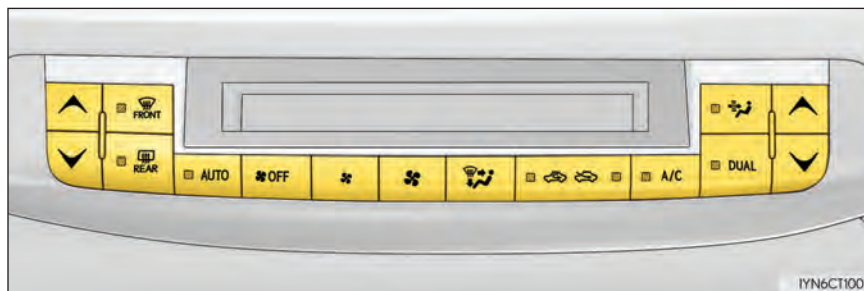 FRONT
REAR
AUTO
OFF
A/C
DUAL
IYN6CT100